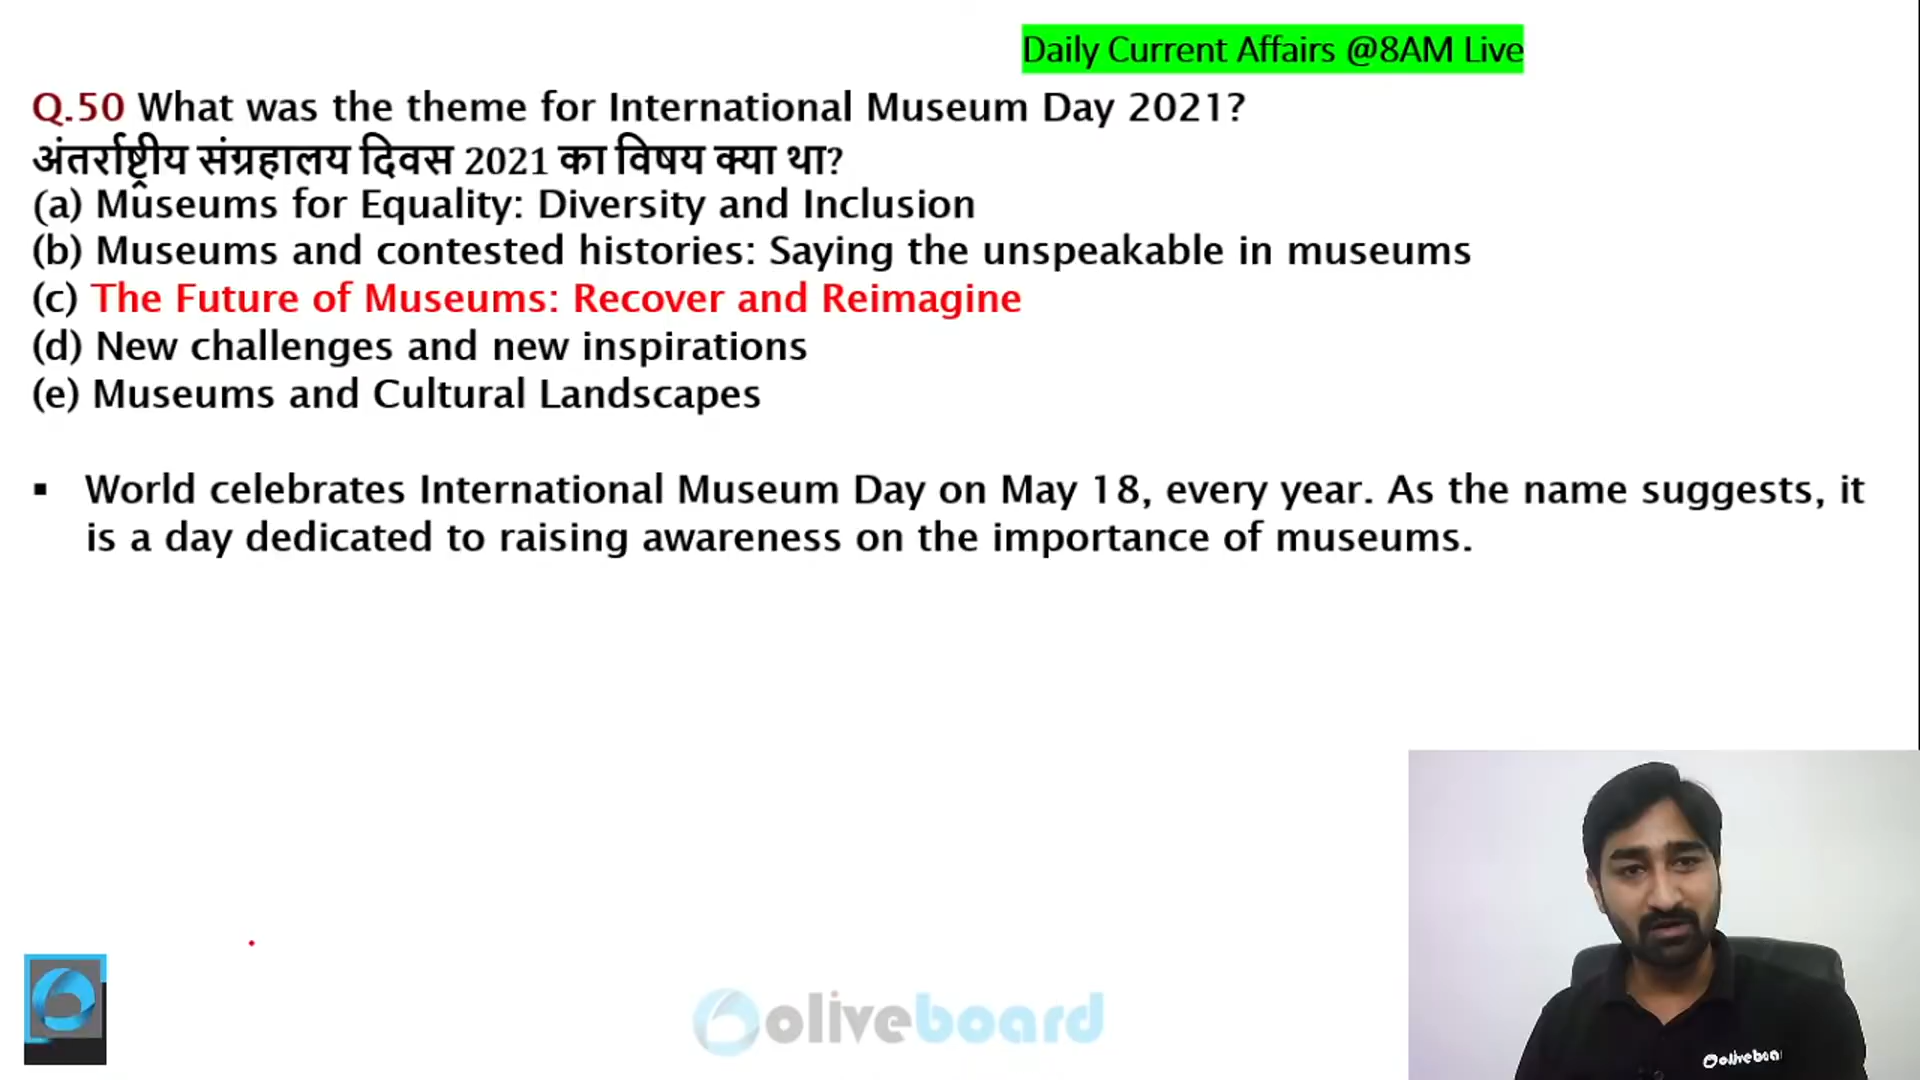 Daily Current Affairs @8AM Live
Q.50 What was the theme for International Museum Day 2021?
अंतर्राष्ट्रीय संग्रहालय दिवस 2021 का विषय क्या था?
(a) Museums for Equality: Diversity and Inclusion
(b) Museums and contested histories: Saying the unspeakable in museums
(c) The Future of Museums: Recover and Reimagine
(d) New challenges and new inspirations
(e) Museums and Cultural Landscapes
▪ World celebrates International Museum Day on May 18, every year. As the name suggests, it
is a day dedicated to raising awareness on the importance of museums.
oliveboard
oliveboa